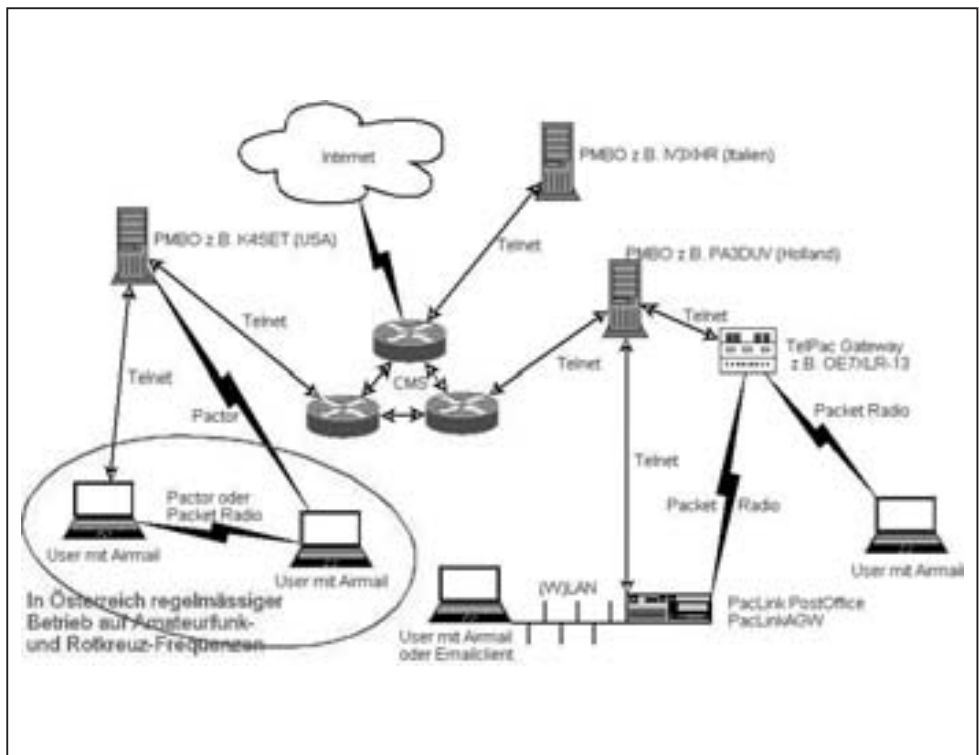 Internet
PMBO z.B. IV3XHR (Italien)
PMBO z.B. K4SET (USA)
Telnet
PMBO z.B. PA3DUV (Holland)
Telnet
Telnet
TelPac Gateway
z.B. OE7XLR-13
Telnet
CMS
Telnet
Pactor
Packet Radio
Telnet
Pactor oder
Packet Radio
Packet Radio
User mit Airmail
User mit Airmail
User mit Airmail
(W)LAN
In Österreich regelmässiger
Betrieb auf Amateurfunk-
und Rotkreuz-Frequenzen
PacLink PostOffice
PacLinkAGW
User mit Airmail
oder Emailclient